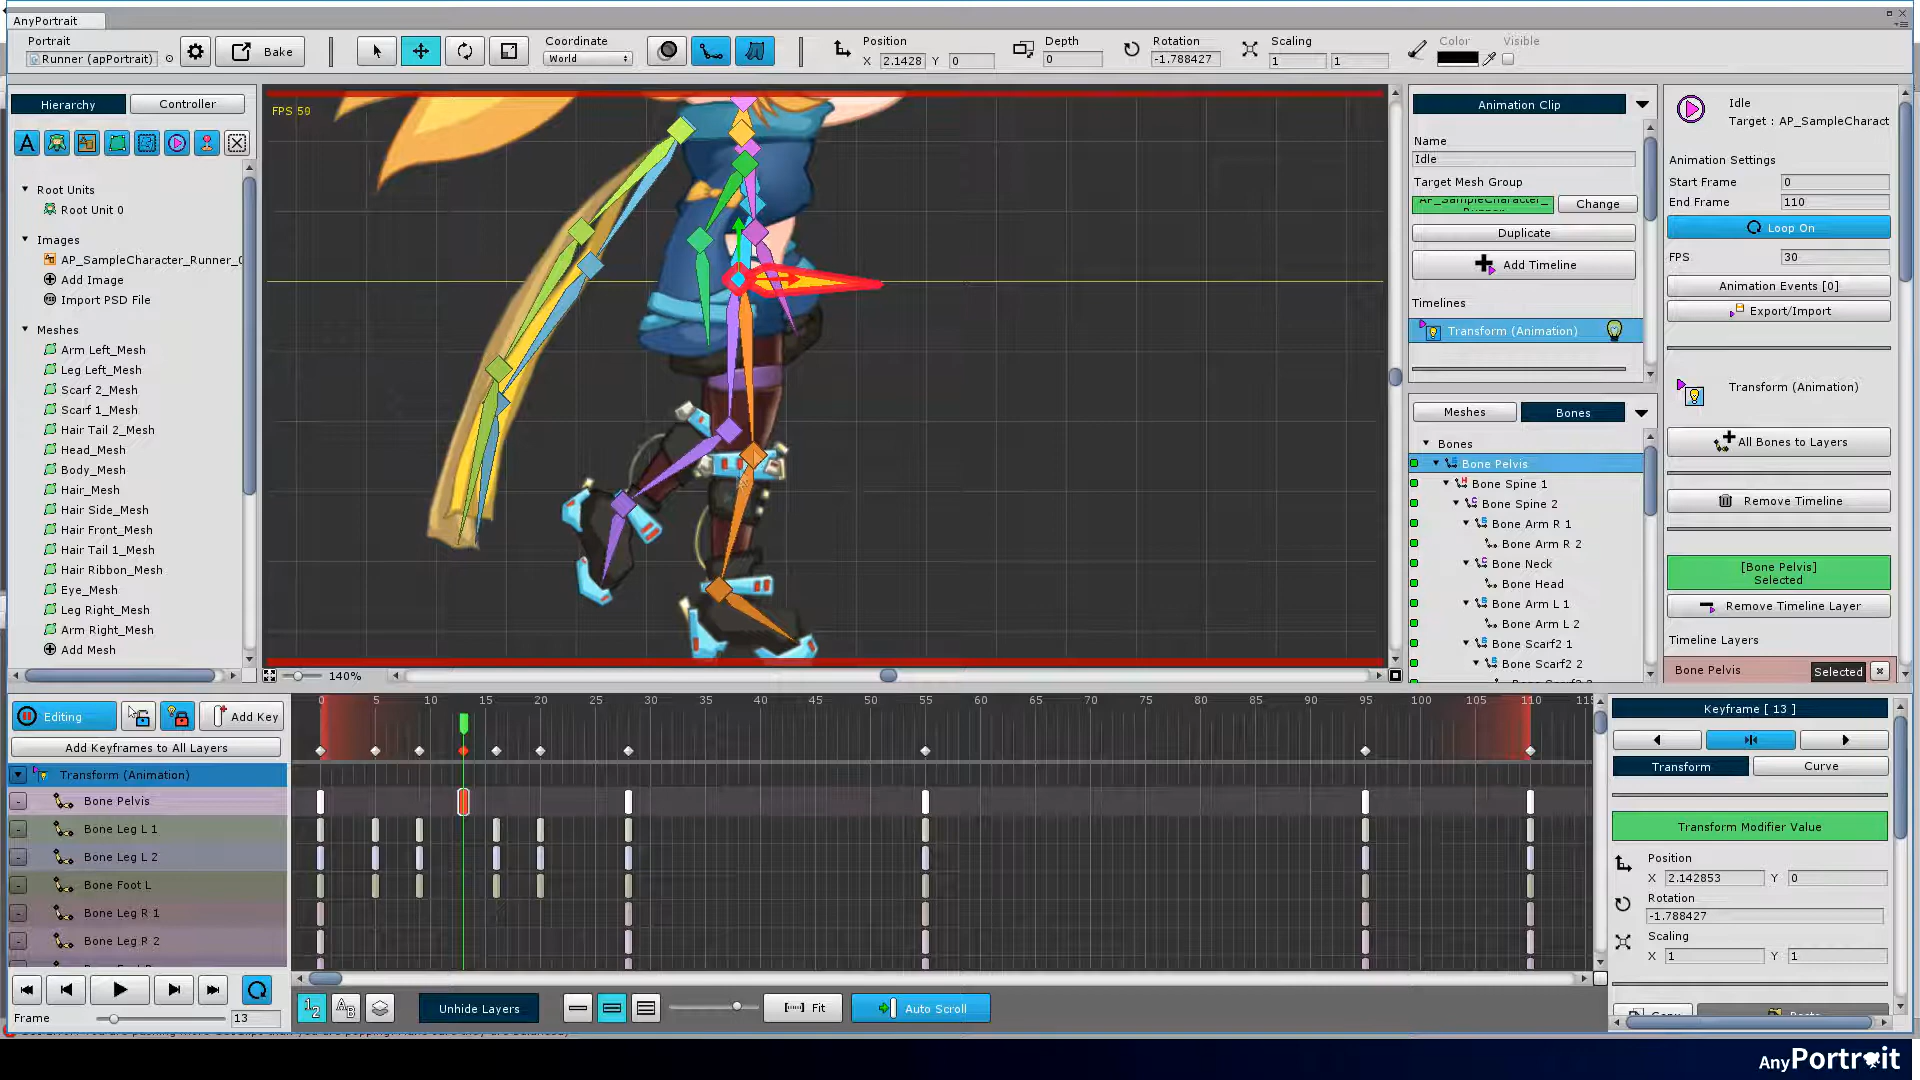 AnyPortrait
Portrait
Runner (apPortrait)
Bake
Coordinate
World
Position
X 2.1428 Y 0
Depth
0
Rotation
-1.788427
Scaling
1 1
Color
Visible
Hierarchy
Controller
Root Units
Root Unit 0
Images
AP_SampleCharacter_Runner_
Add Image
Import PSD File
Meshes
Arm Left_Mesh
Leg Left_Mesh
Scarf 2_Mesh
Scarf 1_Mesh
Hair Tail 2_Mesh
Head_Mesh
Body_Mesh
Hair_Mesh
Hair Side_Mesh
Hair Front_Mesh
Hair Tail 1_Mesh
Hair Ribbon_Mesh
Eye_Mesh
Leg Right_Mesh
Arm Right_Mesh
Add Mesh
FPS 59
140%
Animation Clip
Name
Idle
Target Mesh Group
AP_SampleCharacter_
Change
Duplicate
Add Timeline
Timelines
Transform (Animation)
Meshes
Bones
Bones
Bone Pelvis
Bone Spine 1
Bone Spine 2
Bone Arm R 1
Bone Arm R 2
Bone Neck
Bone Head
Bone Arm L 1
Bone Arm L 2
Bone Scarf2 1
Bone Scarf2 2
Idle
Target : AP_SampleCharact
Animation Settings
Start Frame 0
End Frame 110
Loop On
FPS 30
Animation Events [0]
Export/Import
Transform (Animation)
All Bones to Layers
Remove Timeline
[Bone Pelvis]
Selected
Remove Timeline Layer
Timeline Layers
Bone Pelvis
Selected
Editing
Add Key
Add Keyframes to All Layers
Transform (Animation)
Bone Pelvis
Bone Leg L 1
Bone Leg L 2
Bone Foot L
Bone Leg R 1
Bone Leg R 2
Frame 13
0 5 10 15 20 25 30 35 40 45 50 55 60 65 70 75 80 85 90 95 100 105 110 115
Unhide Layers
Fit
Auto Scroll
Keyframe [ 13 ]
Transform
Curve
Transform Modifier Value
Position
X 2.142853 Y 0
Rotation
-1.788427
Scaling
X 1 Y 1
AnyPortrait